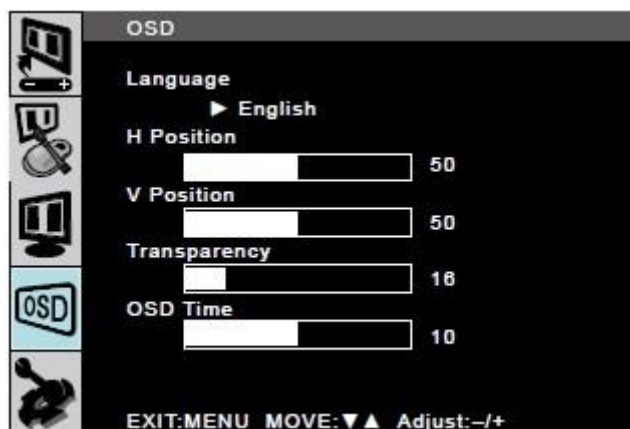 OSD
Language
▶ English
H Position
50
V Position
50
Transparency
16
OSD
OSD Time
10
EXIT:MENU MOVE:▼▲ Adjust:–/+